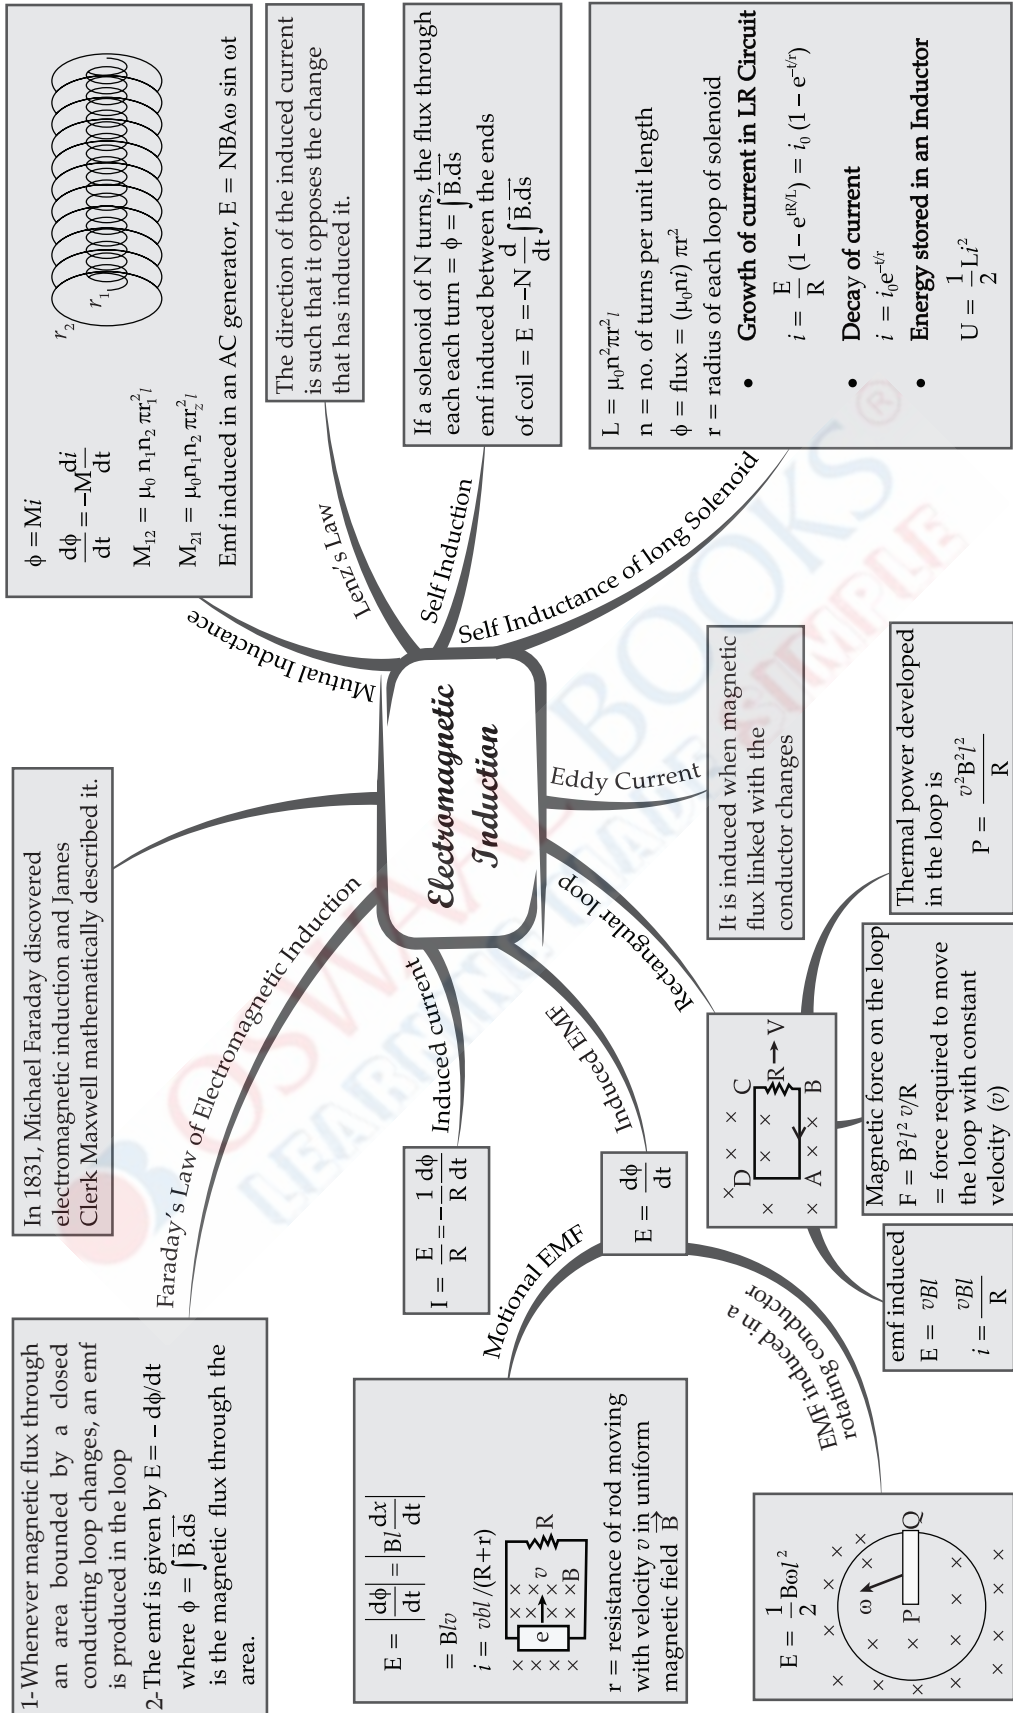 Electromagnetic
Induction
In 1831, Michael Faraday discovered
electromagnetic induction and James
Clerk Maxwell mathematically described it.
Faraday's Law of Electromagnetic Induction
1-Whenever magnetic flux through
an area bounded by a closed
conducting loop changes, an emf
is produced in the loop
2-The emf is given by E = – dϕ/dt
where ϕ = ∫B.ds
is the magnetic flux through the
area.
Induced current
I = E/R = – 1/R dϕ/dt
Induced EMF
E = dϕ/dt
Motional EMF
E = |dϕ/dt| = |Bl dx/dt|
= Blv
i = vbl/(R+r)
e
v
B
R
r = resistance of rod moving
with velocity v in uniform
magnetic field B
EMF induced in a
rotating conductor
E = 1/2 Bωl²
ω
P
Q
Rectangular loop
D
C
R → V
A
B
emf induced
E = vBl
i = vBl/R
Magnetic force on the loop
F = B²l² v/R
= force required to move
the loop with constant
velocity (v)
Thermal power developed
in the loop is
P = v²B²l²/R
Eddy Current
It is induced when magnetic
flux linked with the
conductor changes
Mutual Inductance
ϕ = Mi
dϕ/dt = –M di/dt
M₁₂ = μ₀ n₁n₂ πr₁²l
M₂₁ = μ₀n₁n₂ πr_z²l
Emf induced in an AC generator, E = NBAω sin ωt
r₂
r₁
Lenz's Law
The direction of the induced current
is such that it opposes the change
that has induced it.
Self Induction
If a solenoid of N turns, the flux through
each each turn = ϕ = ∫B.ds
emf induced between the ends
of coil = E = –N d/dt ∫B.ds
Self Inductance of long Solenoid
L = μ₀n²πr²l
n = no. of turns per unit length
ϕ = flux = (μ₀ni) πr²
r = radius of each loop of solenoid
• Growth of current in LR Circuit
i = E/R (1 – e^tR/L) = i₀ (1 – e^–t/r)
• Decay of current
i = i₀e^–t/r
• Energy stored in an Inductor
U = 1/2 Li²
OSWAAL BOOKS®
LEARNING MADE SIMPLE